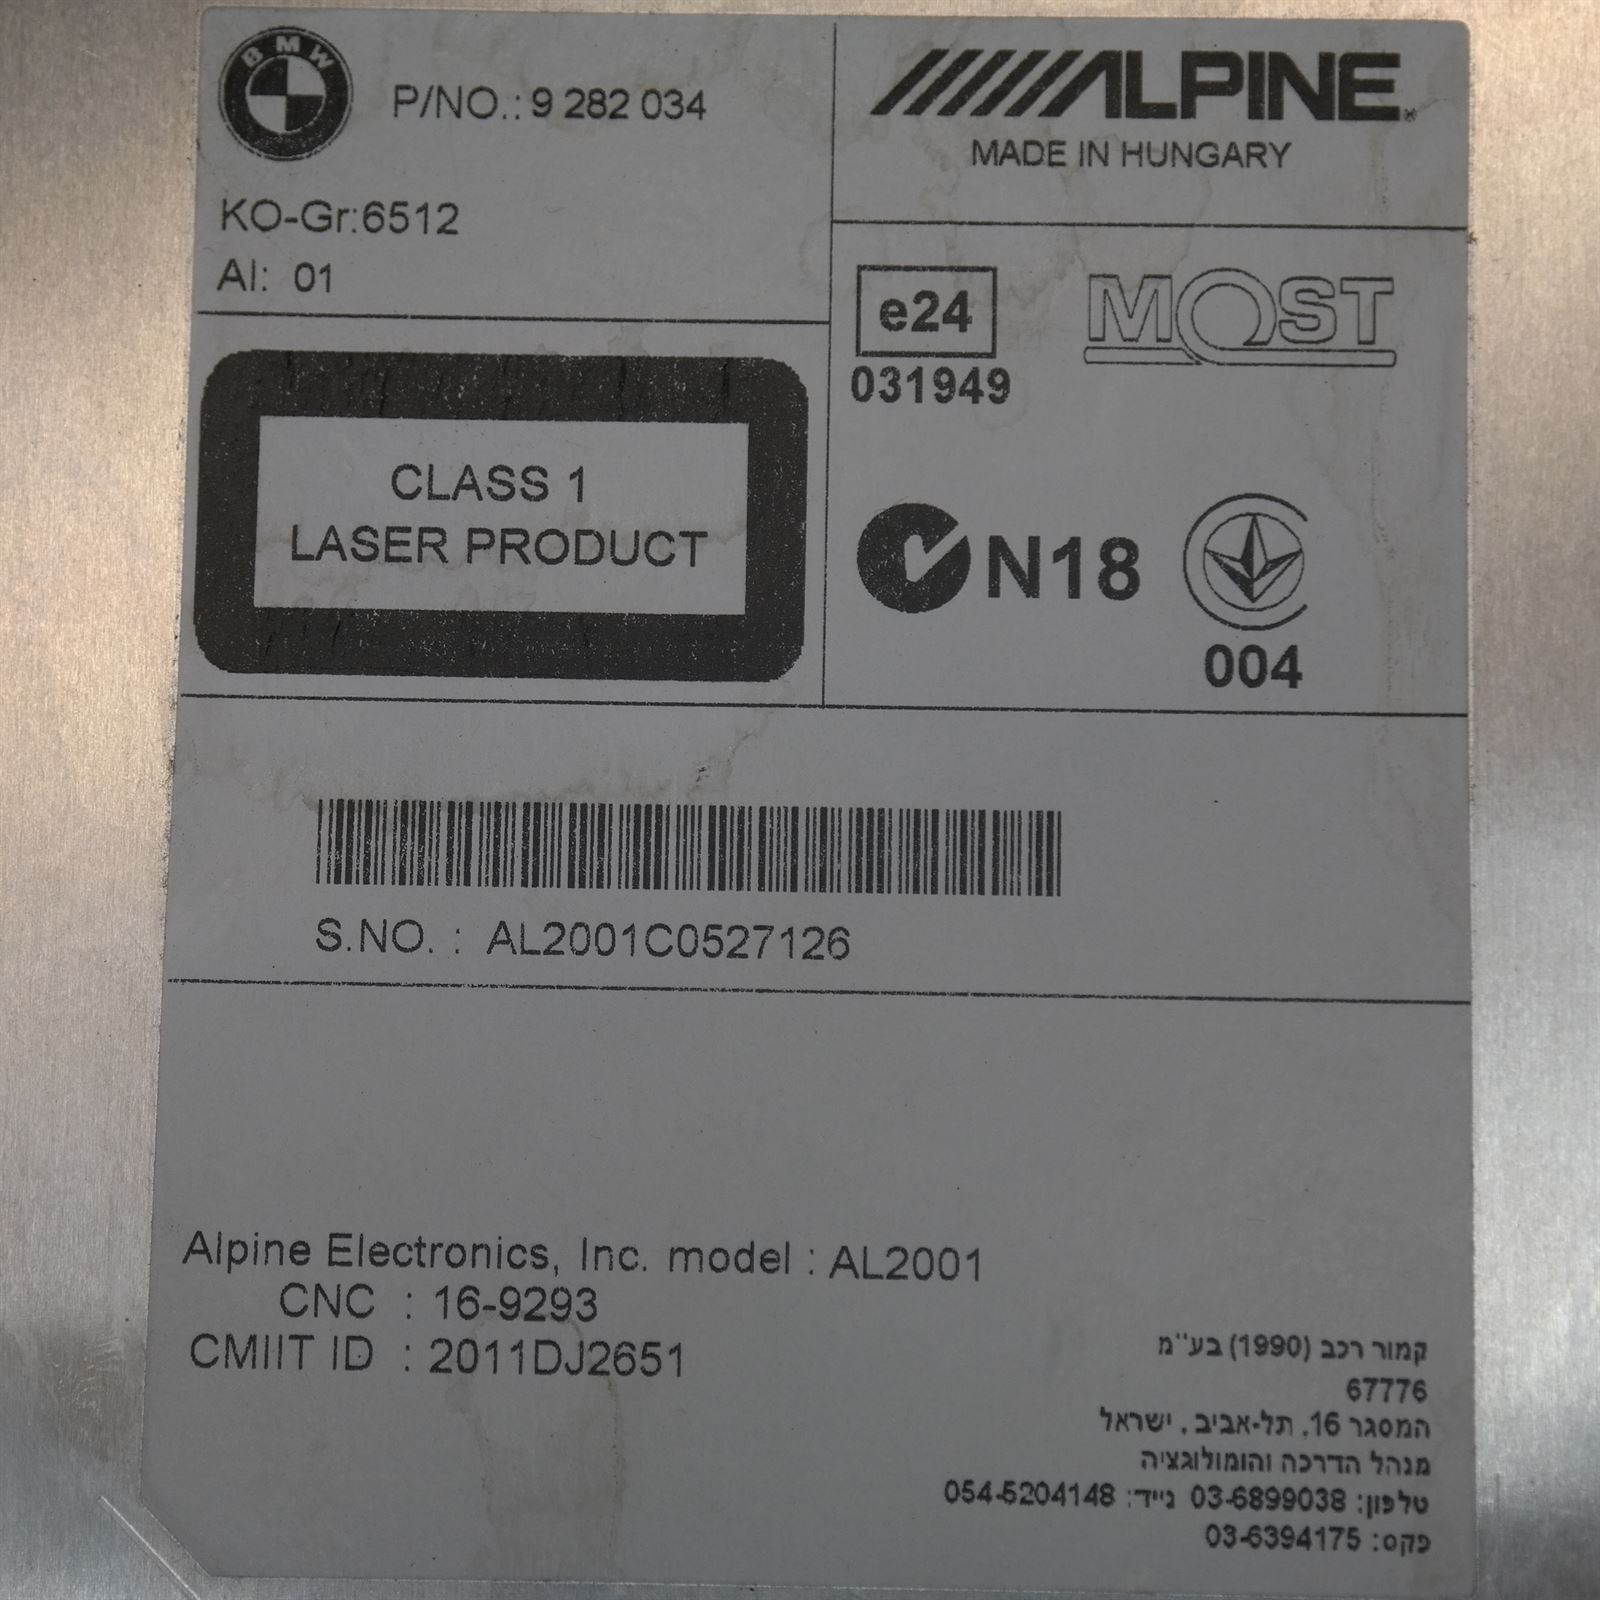 BMW
P/NO.: 9 282 034
KO-Gr:6512
AI: 01
ALPINE
MADE IN HUNGARY
e24
031949
MOST
CLASS 1
LASER PRODUCT
N18
004
S.NO. : AL2001C0527126
Alpine Electronics, Inc. model : AL2001
CNC : 16-9293
CMIIT ID : 2011DJ2651
קמור רכב (1990) בע''מ
67776
המסגר 16, תל-אביב, ישראל
מנהל הדרכה והומולוגציה
טלפון: 03-6899038 נייד: 054-5204148
פקס: 03-6394175